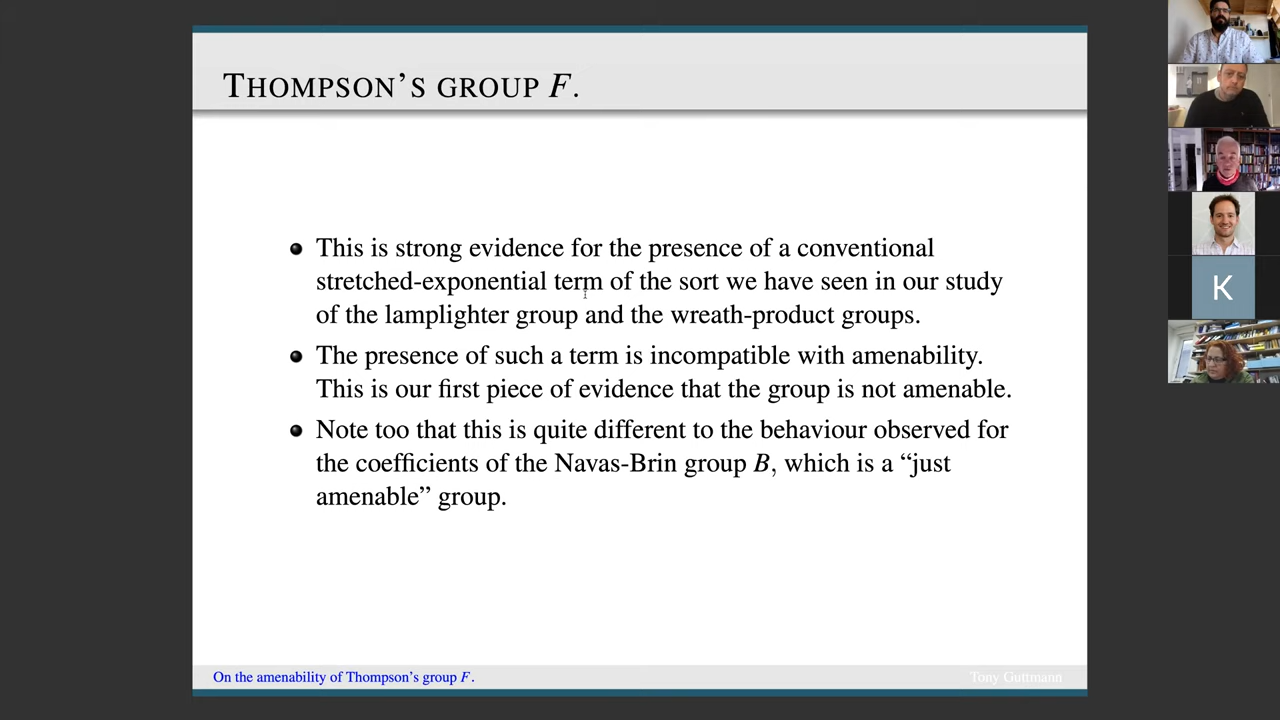 THOMPSON'S GROUP F.
This is strong evidence for the presence of a conventional
stretched-exponential term of the sort we have seen in our study
of the lamplighter group and the wreath-product groups.
The presence of such a term is incompatible with amenability.
This is our first piece of evidence that the group is not amenable.
Note too that this is quite different to the behaviour observed for
the coefficients of the Navas-Brin group B, which is a “just
amenable” group.
On the amenability of Thompson's group F.
Tony Guttmann
K